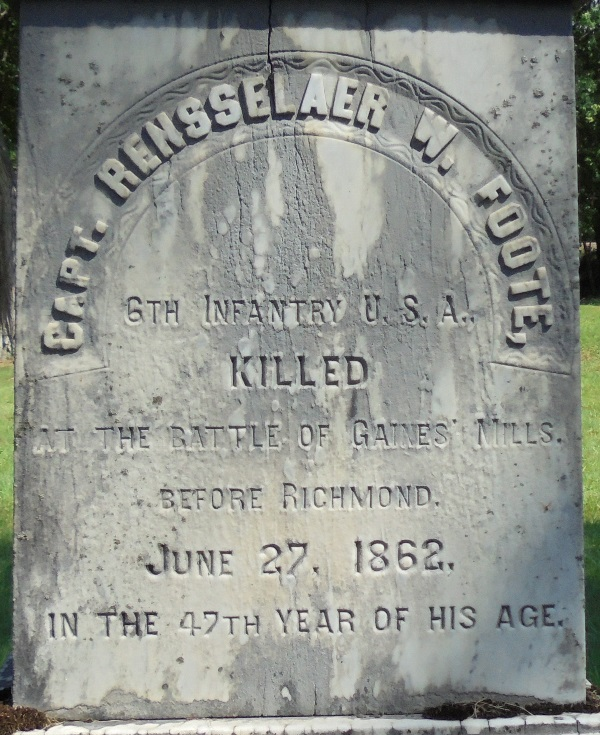 CAPT. RENSSELAER W. FOOTE,
6TH INFANTRY U. S. A.,
KILLED
AT THE BATTLE OF GAINES' MILLS.
BEFORE RICHMOND.
JUNE 27, 1862.
IN THE 47TH YEAR OF HIS AGE.